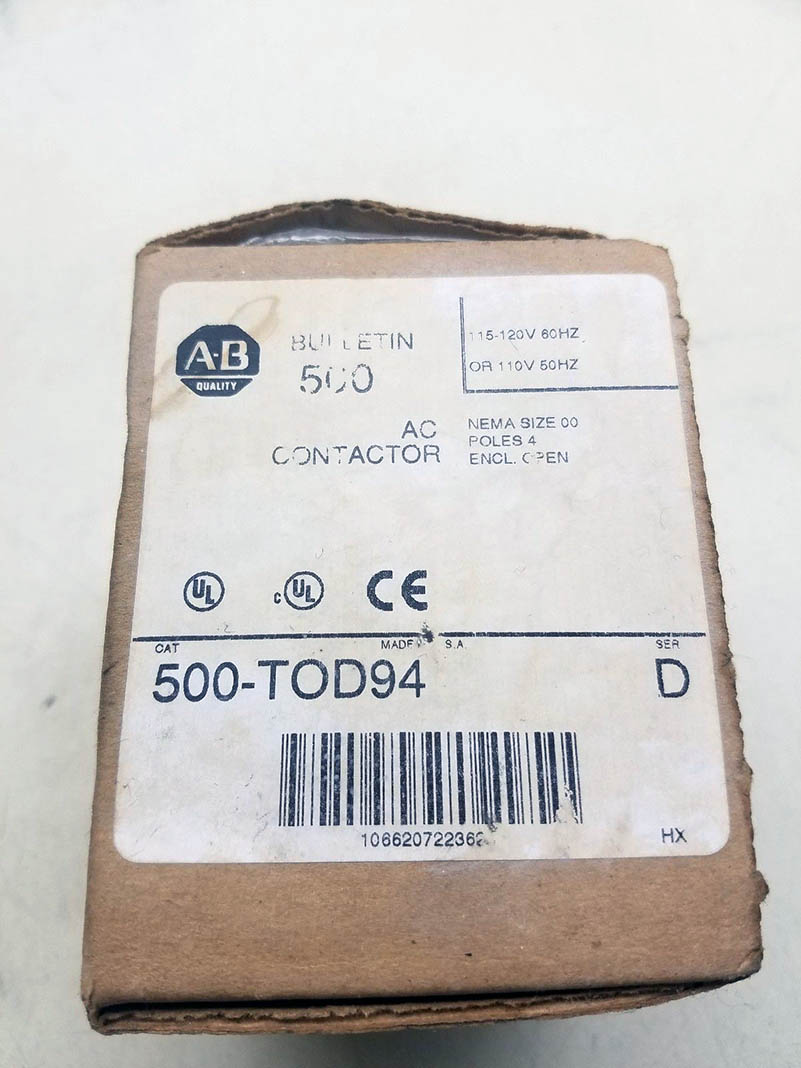 A-B
QUALITY
BULLETIN
500
115-120V 60HZ
OR 110V 50HZ
AC
CONTACTOR
NEMA SIZE 00
POLES 4
ENCL. OPEN
UL
c UL
CE
CAT
MADE S.A.
SER
500-TOD94
D
HX